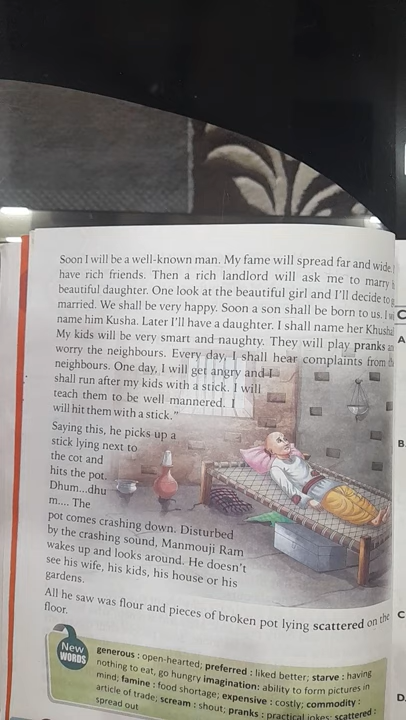 Soon I will be a well-known man. My fame will spread far and wide.
have rich friends. Then a rich landlord will ask me to marry
beautiful daughter. One look at the beautiful girl and I'll decide to
married. We shall be very happy. Soon a son shall be born to us. I
name him Kusha. Later I'll have a daughter. I shall name her
My kids will be very smart and naughty. They will play pranks
worry the neighbours. Every day, I shall hear complaints from
neighbours. One day, I will get angry and I
shall run after my kids with a stick. I will
teach them to be well-mannered. I
will hit them with a stick."
Saying this, he picks up a
stick lying next to
the cot and
hits the pot.
Dhum...dhu
m.... The
pot comes crashing down. Disturbed
by the crashing sound, Manmouji Ram
wakes up and looks around. He doesn't
see his wife, his kids, his house or his
gardens.
All he saw was flour and pieces of broken pot lying scattered on the
floor.
New
WORDS
generous : open-hearted; preferred : liked better; starve : having
nothing to eat, go hungry imagination: ability to form pictures in
mind; famine : food shortage; expensive : costly; commodity :
article of trade; scream : shout; pranks : practical jokes; scattered :
spread out
C
A
B.
C
D.